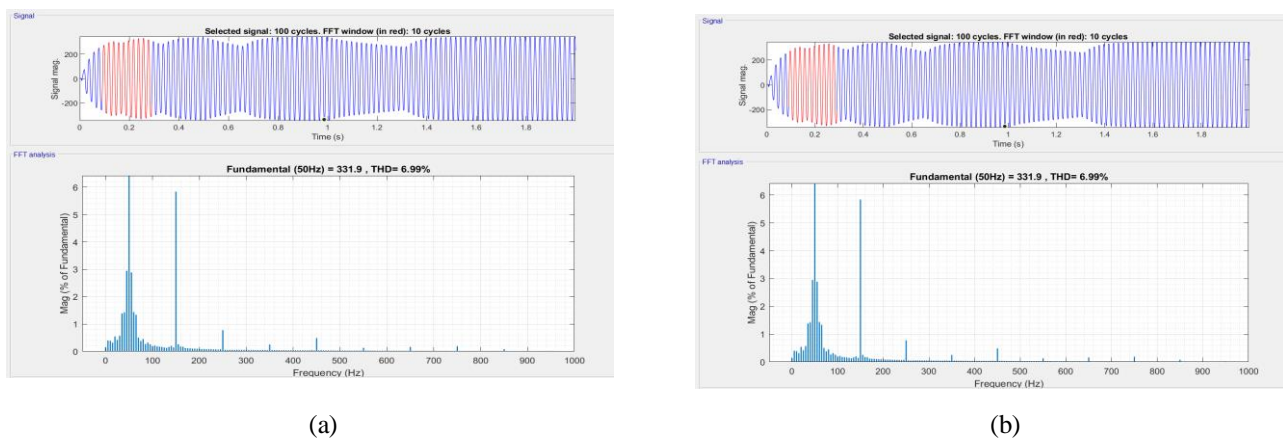 Signal
Selected signal: 100 cycles. FFT window (in red): 10 cycles
Signal mag.
200
0
-200
0 0.2 0.4 0.6 0.8 1 1.2 1.4 1.6 1.8
Time (s)
FFT analysis
Fundamental (50Hz) = 331.9 , THD= 6.99%
Mag (% of Fundamental)
6
5
4
3
2
1
0
0 100 200 300 400 500 600 700 800 900 1000
Frequency (Hz)
(a)
Signal
Selected signal: 100 cycles. FFT window (in red): 10 cycles
Signal mag.
200
0
-200
0 0.2 0.4 0.6 0.8 1 1.2 1.4 1.6 1.8
Time (s)
FFT analysis
Fundamental (50Hz) = 331.9 , THD= 6.99%
Mag (% of Fundamental)
6
5
4
3
2
1
0
0 100 200 300 400 500 600 700 800 900 1000
Frequency (Hz)
(b)